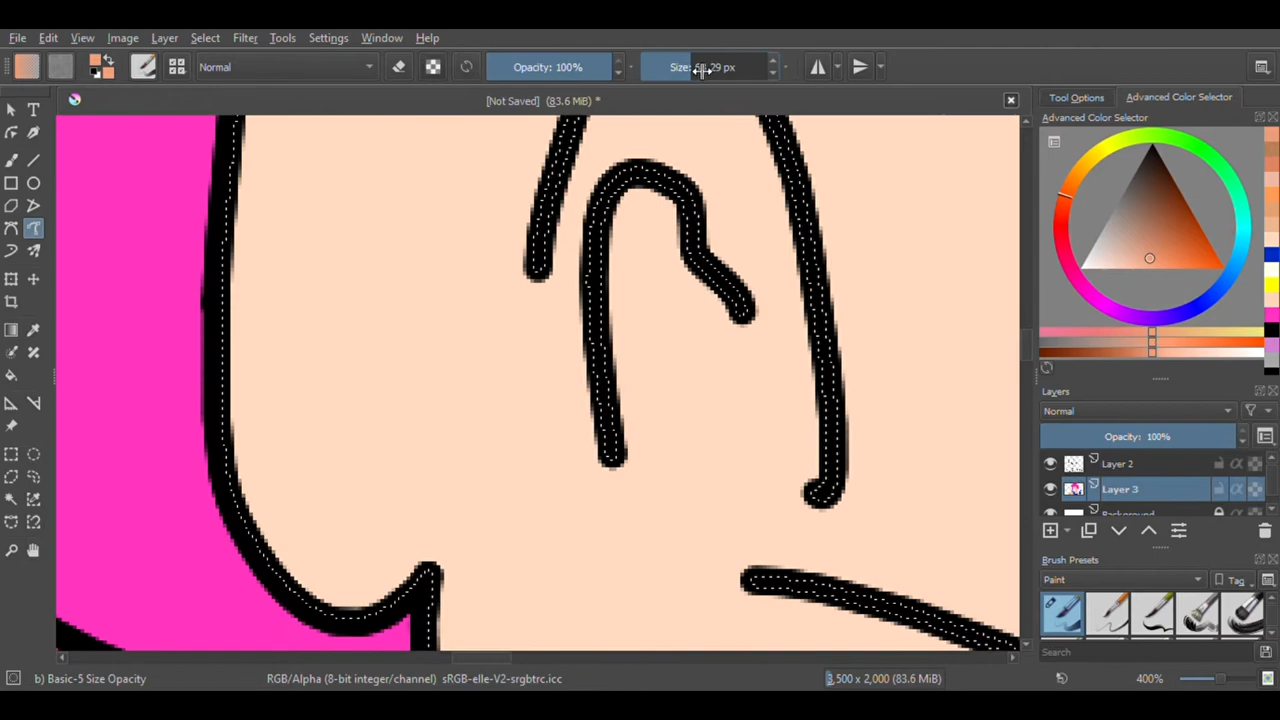 File Edit View Image Layer Select Filter Tools Settings Window Help
Normal Opacity: 100% Size: px
[Not Saved] (83.6 MiB) *
Tool Options Advanced Color Selector
Advanced Color Selector
Layers
Normal
Opacity: 100%
Layer 2
Layer 3
Background
Brush Presets
Paint Tag
Search
b) Basic-5 Size Opacity RGB/Alpha (8-bit integer/channel) sRGB-elle-V2-srgbtrc.icc 3,500 x 2,000 (83.6 MiB) 400%